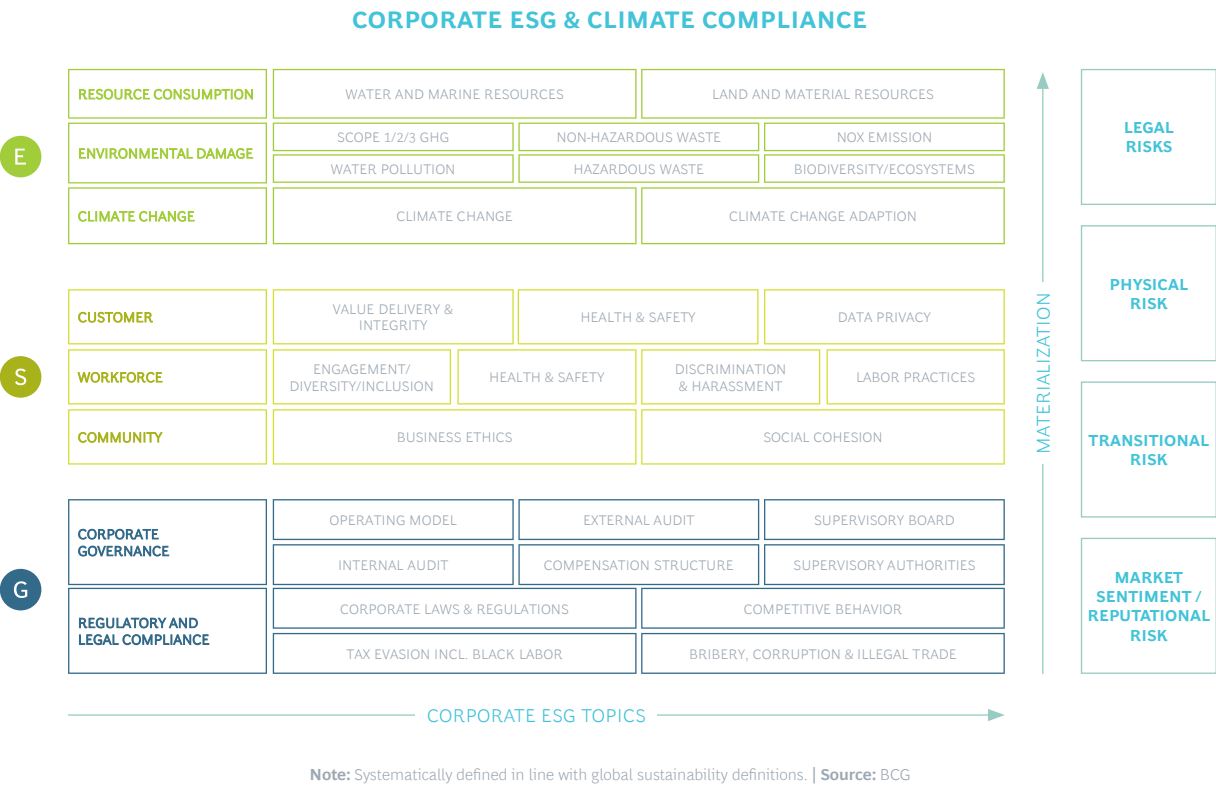 CORPORATE ESG & CLIMATE COMPLIANCE
E
RESOURCE CONSUMPTION
WATER AND MARINE RESOURCES
LAND AND MATERIAL RESOURCES
ENVIRONMENTAL DAMAGE
SCOPE 1/2/3 GHG
NON-HAZARDOUS WASTE
NOX EMISSION
WATER POLLUTION
HAZARDOUS WASTE
BIODIVERSITY/ECOSYSTEMS
CLIMATE CHANGE
CLIMATE CHANGE
CLIMATE CHANGE ADAPTION
S
CUSTOMER
VALUE DELIVERY &
INTEGRITY
HEALTH & SAFETY
DATA PRIVACY
WORKFORCE
ENGAGEMENT/
DIVERSITY/INCLUSION
HEALTH & SAFETY
DISCRIMINATION
& HARASSMENT
LABOR PRACTICES
COMMUNITY
BUSINESS ETHICS
SOCIAL COHESION
G
CORPORATE
GOVERNANCE
OPERATING MODEL
EXTERNAL AUDIT
SUPERVISORY BOARD
INTERNAL AUDIT
COMPENSATION STRUCTURE
SUPERVISORY AUTHORITIES
REGULATORY AND
LEGAL COMPLIANCE
CORPORATE LAWS & REGULATIONS
COMPETITIVE BEHAVIOR
TAX EVASION INCL. BLACK LABOR
BRIBERY, CORRUPTION & ILLEGAL TRADE
CORPORATE ESG TOPICS
MATERIALIZATION
LEGAL
RISKS
PHYSICAL
RISK
TRANSITIONAL
RISK
MARKET
SENTIMENT /
REPUTATIONAL
RISK
Note: Systematically defined in line with global sustainability definitions. | Source: BCG